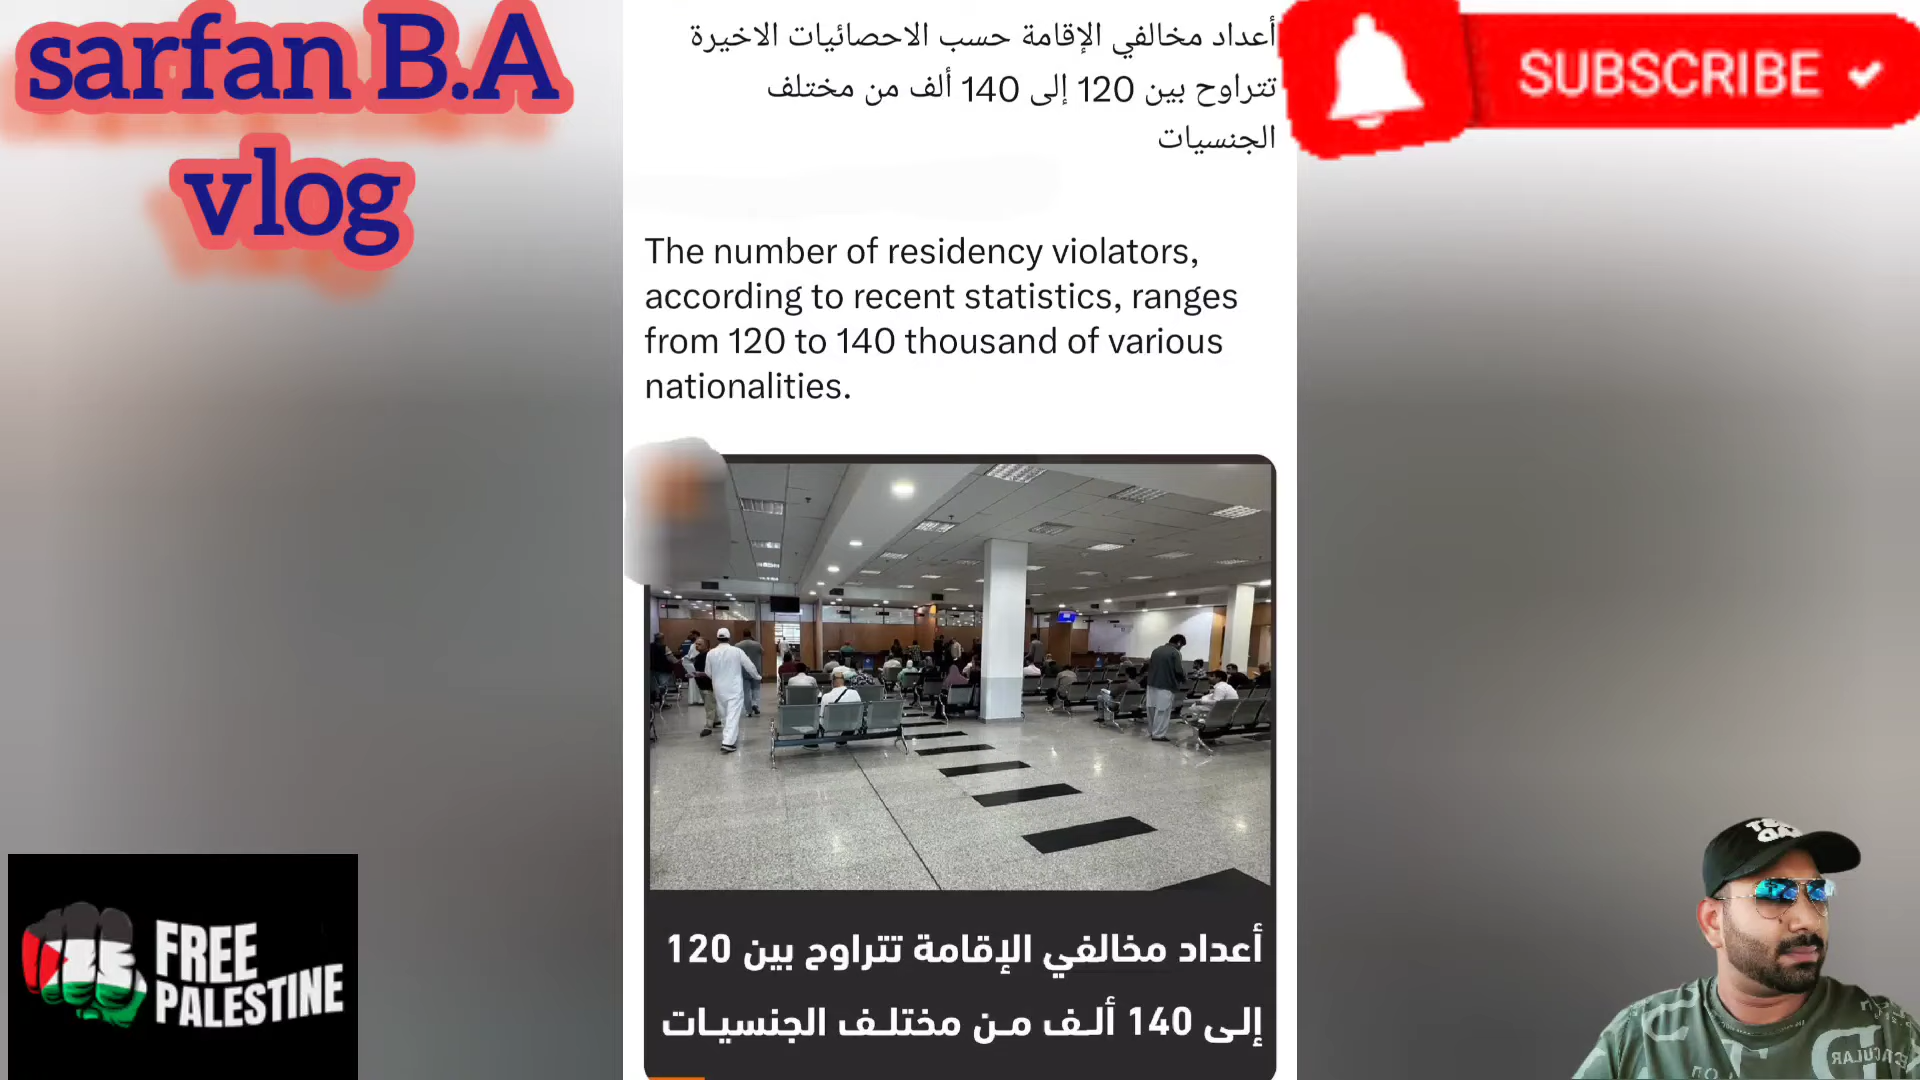 sarfan B.A
vlog
أعداد مخالفي الإقامة حسب الاحصائيات الاخيرة
تتراوح بين 120 إلى 140 ألف من مختلف
الجنسيات
SUBSCRIBE
The number of residency violators,
according to recent statistics, ranges
from 120 to 140 thousand of various
nationalities.
أعداد مخالفي الإقامة تتراوح بين 120
إلى 140 ألف من مختلف الجنسيات
FREE
PALESTINE